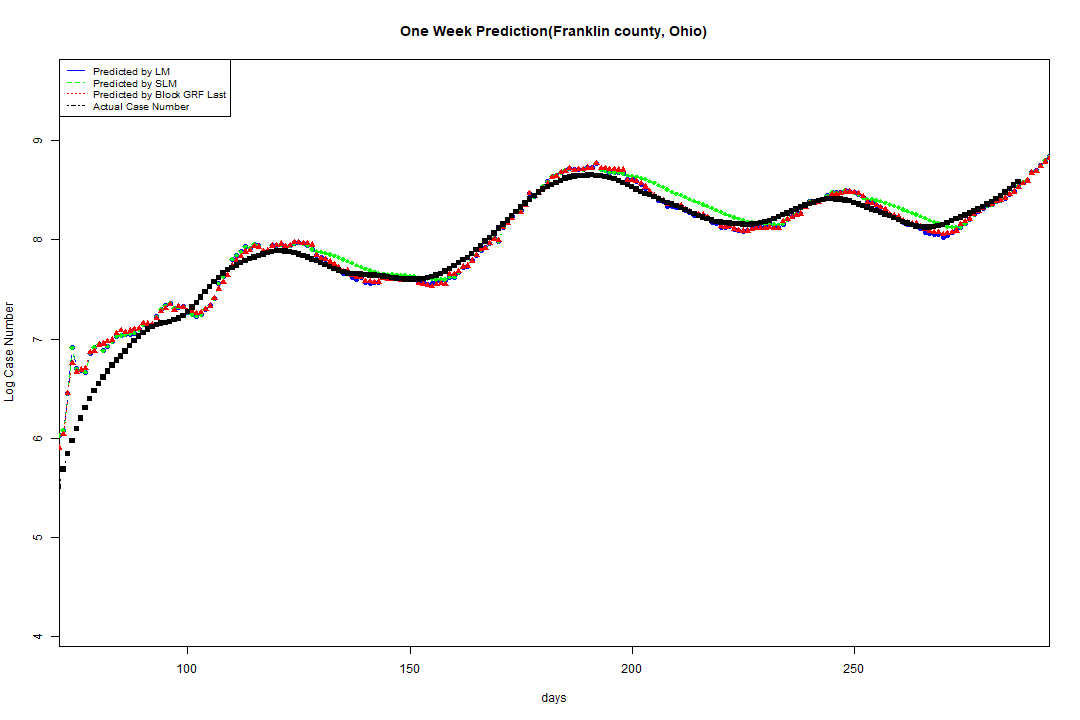 One Week Prediction(Franklin county, Ohio)
Predicted by LM
Predicted by SLM
Predicted by Block GRF Last
Actual Case Number
9
8
7
6
5
4
Log Case Number
100 150 200 250
days